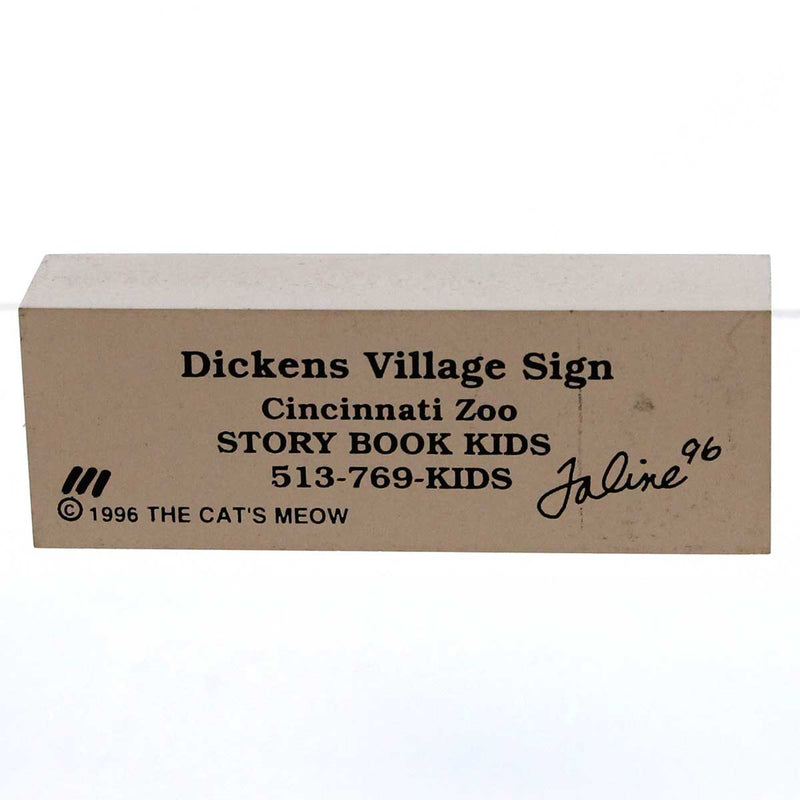 Dickens Village Sign
Cincinnati Zoo
STORY BOOK KIDS
513-769-KIDS
Faline 96
© 1996 THE CAT'S MEOW